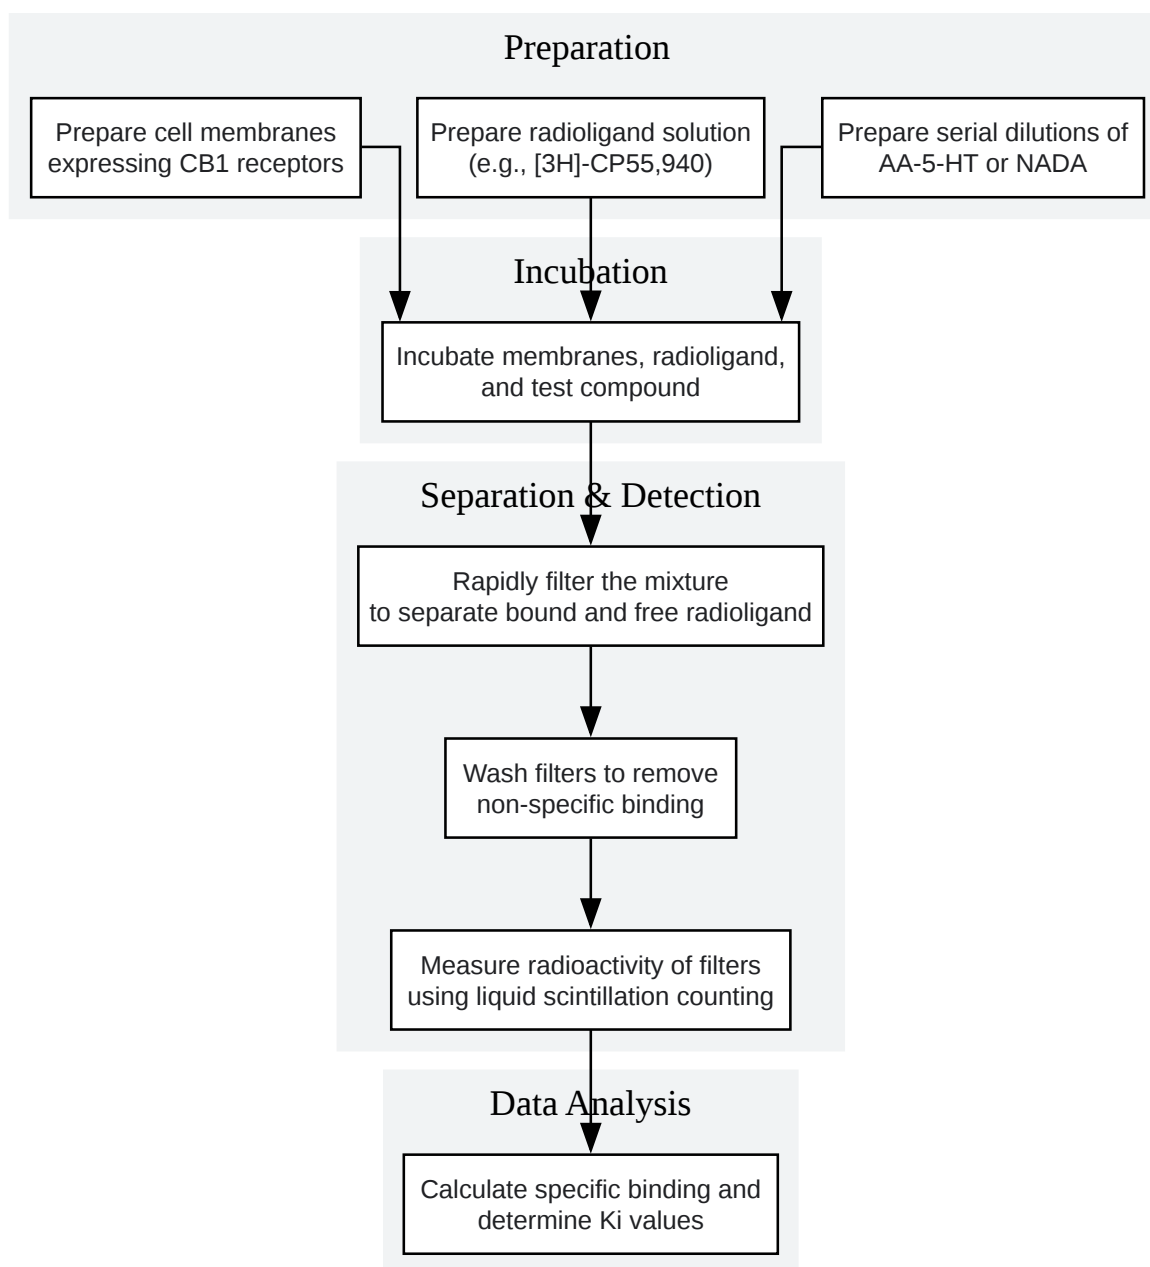 Preparation
Prepare cell membranes
expressing CB1 receptors
Prepare radioligand solution
(e.g., [3H]-CP55,940)
Prepare serial dilutions of
AA-5-HT or NADA
Incubation
Incubate membranes, radioligand,
and test compound
Separation & Detection
Rapidly filter the mixture
to separate bound and free radioligand
Wash filters to remove
non-specific binding
Measure radioactivity of filters
using liquid scintillation counting
Data Analysis
Calculate specific binding and
determine Ki values